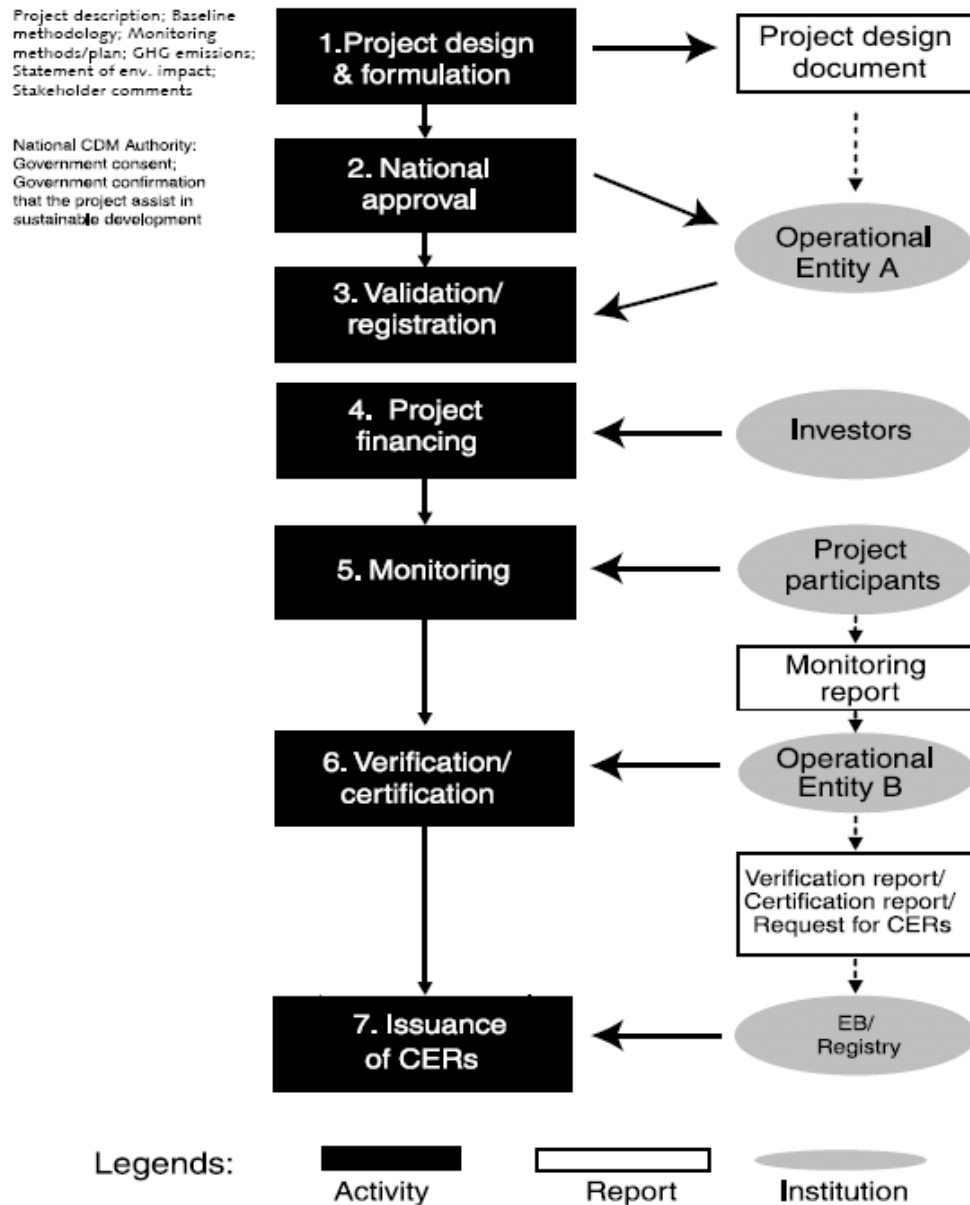 Project description; Baseline
methodology; Monitoring
methods/plan; GHG emissions;
Statement of env. impact;
Stakeholder comments
1.Project design
& formulation
Project design
document
National CDM Authority:
Government consent;
Government confirmation
that the project assist in
sustainable development
2. National
approval
Operational
Entity A
3. Validation/
registration
4. Project
financing
Investors
5. Monitoring
Project
participants
Monitoring
report
6. Verification/
certification
Operational
Entity B
Verification report/
Certification report/
Request for CERs
7. Issuance
of CERs
EB/
Registry
Legends:
Activity
Report
Institution